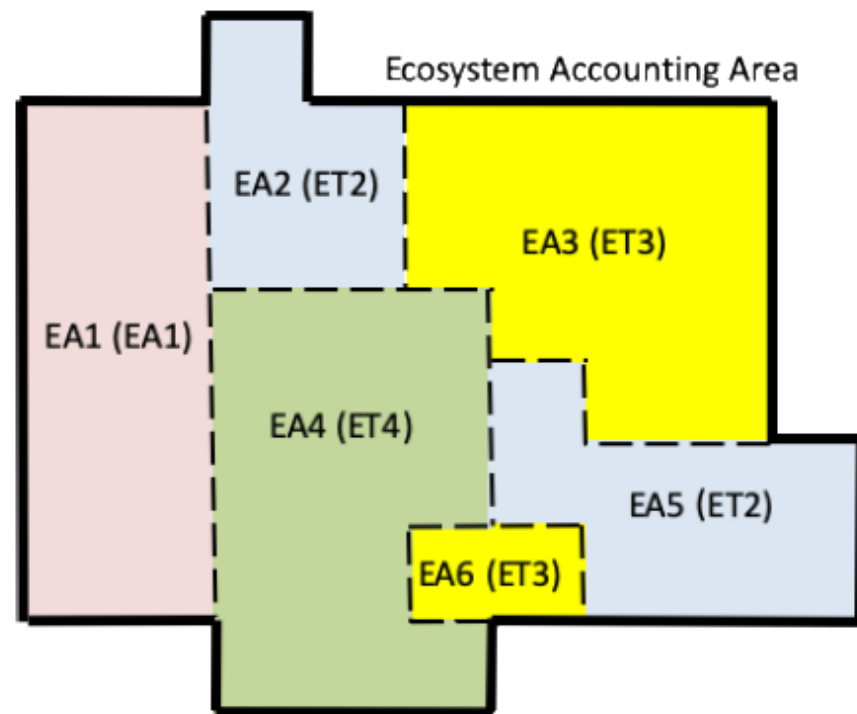 Ecosystem Accounting Area
EA2 (ET2)
EA3 (ET3)
EA1 (EA1)
EA4 (ET4)
EA5 (ET2)
EA6 (ET3)